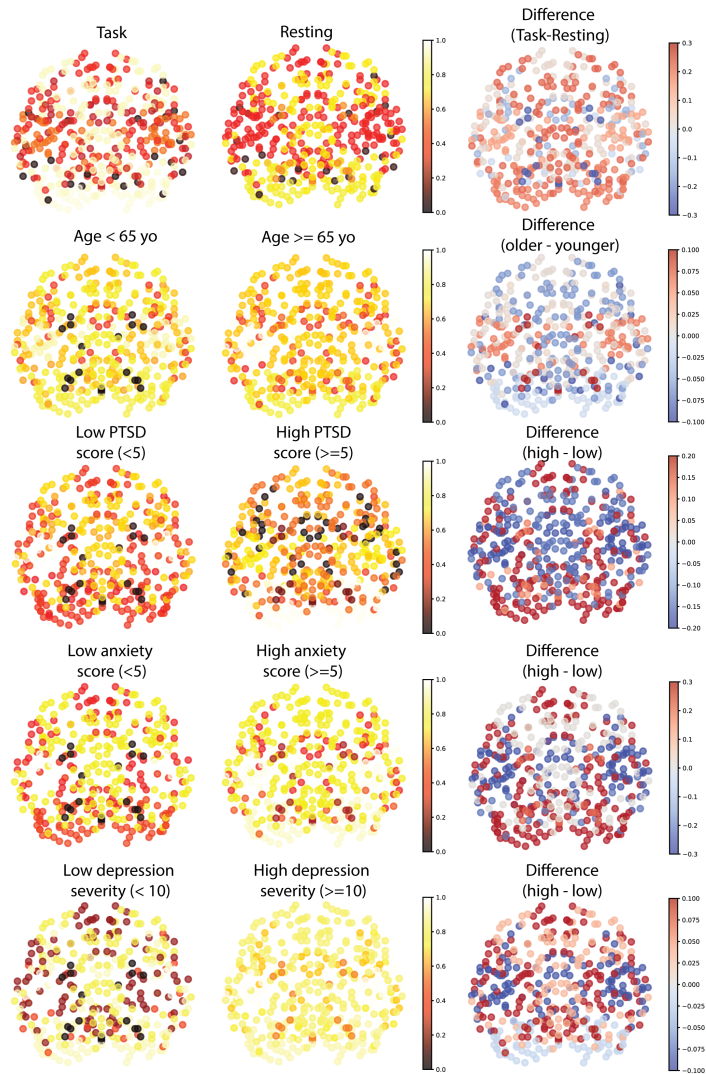 Task
Resting
Difference
(Task-Resting)
1.0
0.8
0.6
0.4
0.2
0.0
0.3
0.2
0.1
0.0
−0.1
−0.2
−0.3
Age < 65 yo
Age >= 65 yo
Difference
(older - younger)
1.0
0.8
0.6
0.4
0.2
0.0
0.100
0.075
0.050
0.025
0.000
−0.025
−0.050
−0.075
−0.100
Low PTSD
score (<5)
High PTSD
score (>=5)
Difference
(high - low)
1.0
0.8
0.6
0.4
0.2
0.0
0.20
0.15
0.10
0.05
0.00
−0.05
−0.10
−0.15
−0.20
Low anxiety
score (<5)
High anxiety
score (>=5)
Difference
(high - low)
1.0
0.8
0.6
0.4
0.2
0.0
0.3
0.2
0.1
0.0
−0.1
−0.2
−0.3
Low depression
severity (< 10)
High depression
severity (>=10)
Difference
(high - low)
1.0
0.8
0.6
0.4
0.2
0.0
0.100
0.075
0.050
0.025
0.000
−0.025
−0.050
−0.075
−0.100